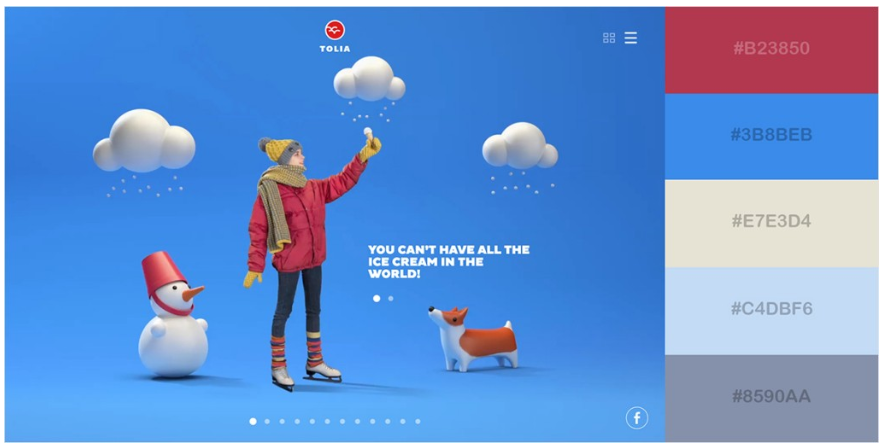 TOLIA
YOU CAN'T HAVE ALL THE
ICE CREAM IN THE
WORLD!
f
#B23850
#3B8BEB
#E7E3D4
#C4DBF6
#8590AA